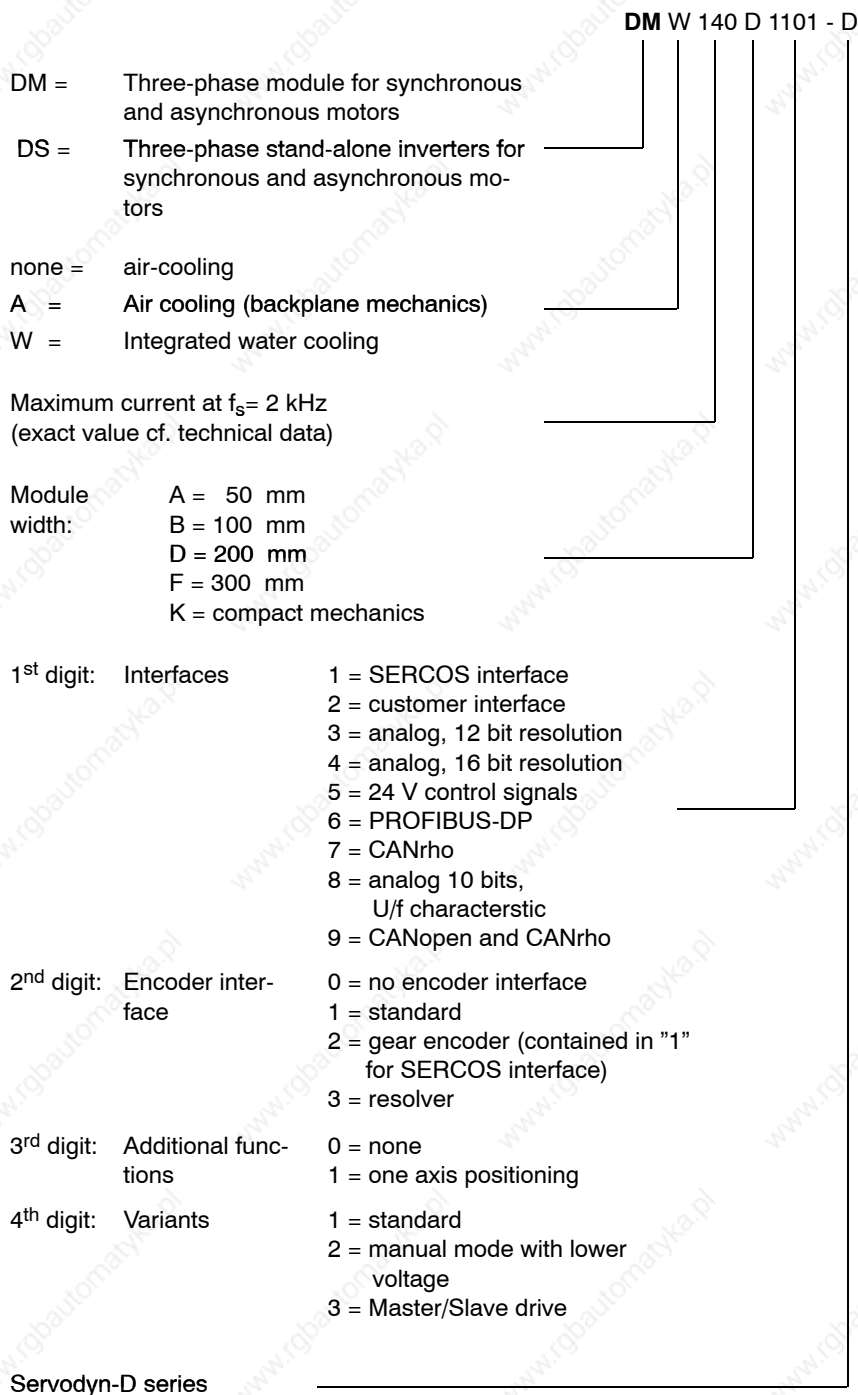 DM W 140 D 1101 - D
DM = Three-phase module for synchronous
and asynchronous motors
DS = Three-phase stand-alone inverters for
synchronous and asynchronous mo-
tors
none = air-cooling
A = Air cooling (backplane mechanics)
W = Integrated water cooling
Maximum current at fs= 2 kHz
(exact value cf. technical data)
Module A = 50 mm
width: B = 100 mm
D = 200 mm
F = 300 mm
K = compact mechanics
1st digit: Interfaces 1 = SERCOS interface
2 = customer interface
3 = analog, 12 bit resolution
4 = analog, 16 bit resolution
5 = 24 V control signals
6 = PROFIBUS-DP
7 = CANrho
8 = analog 10 bits,
U/f characterstic
9 = CANopen and CANrho
2nd digit: Encoder inter- 0 = no encoder interface
face 1 = standard
2 = gear encoder (contained in ”1”
for SERCOS interface)
3 = resolver
3rd digit: Additional func- 0 = none
tions 1 = one axis positioning
4th digit: Variants 1 = standard
2 = manual mode with lower
voltage
3 = Master/Slave drive
Servodyn-D series
www.rgbautomatyka.pl